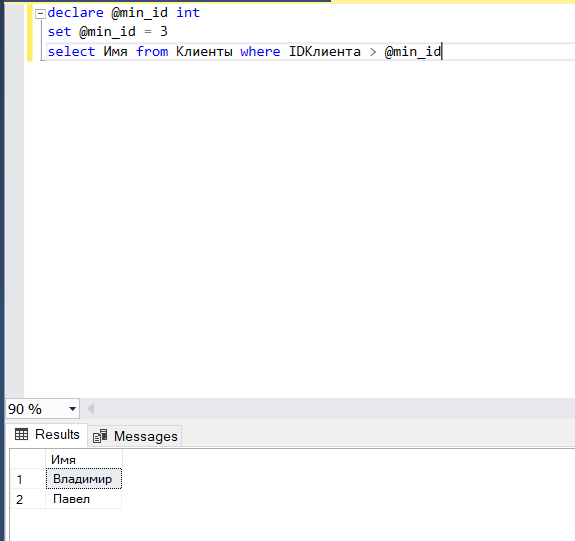 declare @min_id int
set @min_id = 3
select Имя from Клиенты where IDКлиента > @min_id
90 %
Results Messages
Имя
1 Владимир
2 Павел